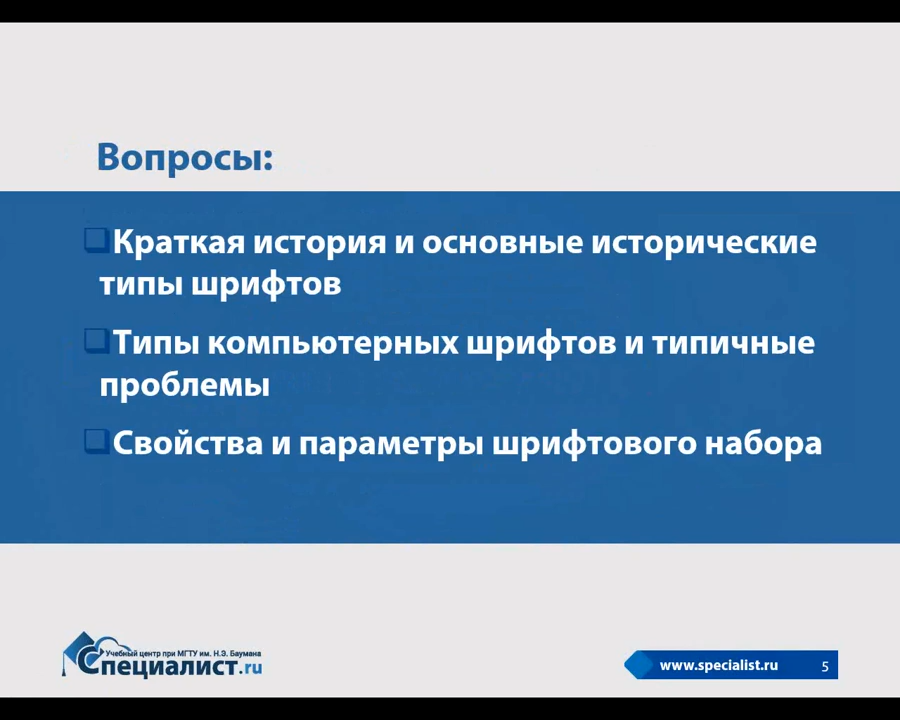 Вопросы:
Краткая история и основные исторические
типы шрифтов
Типы компьютерных шрифтов и типичные
проблемы
Свойства и параметры шрифтового набора
Учебный центр при МГТУ им. Н.Э. Баумана
Специалист.ru
www.specialist.ru 5